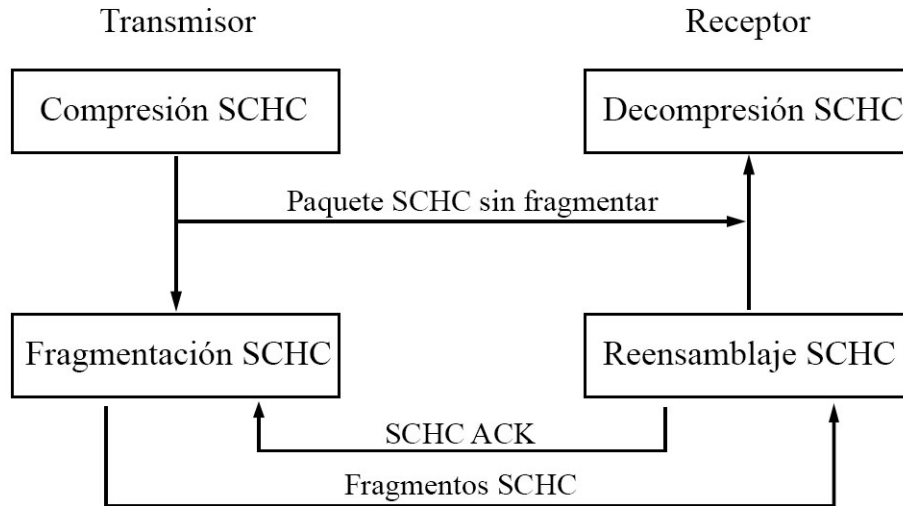 Transmisor
Receptor
Compresión SCHC
Decompresión SCHC
Paquete SCHC sin fragmentar
Fragmentación SCHC
Reensamblaje SCHC
SCHC ACK
Fragmentos SCHC